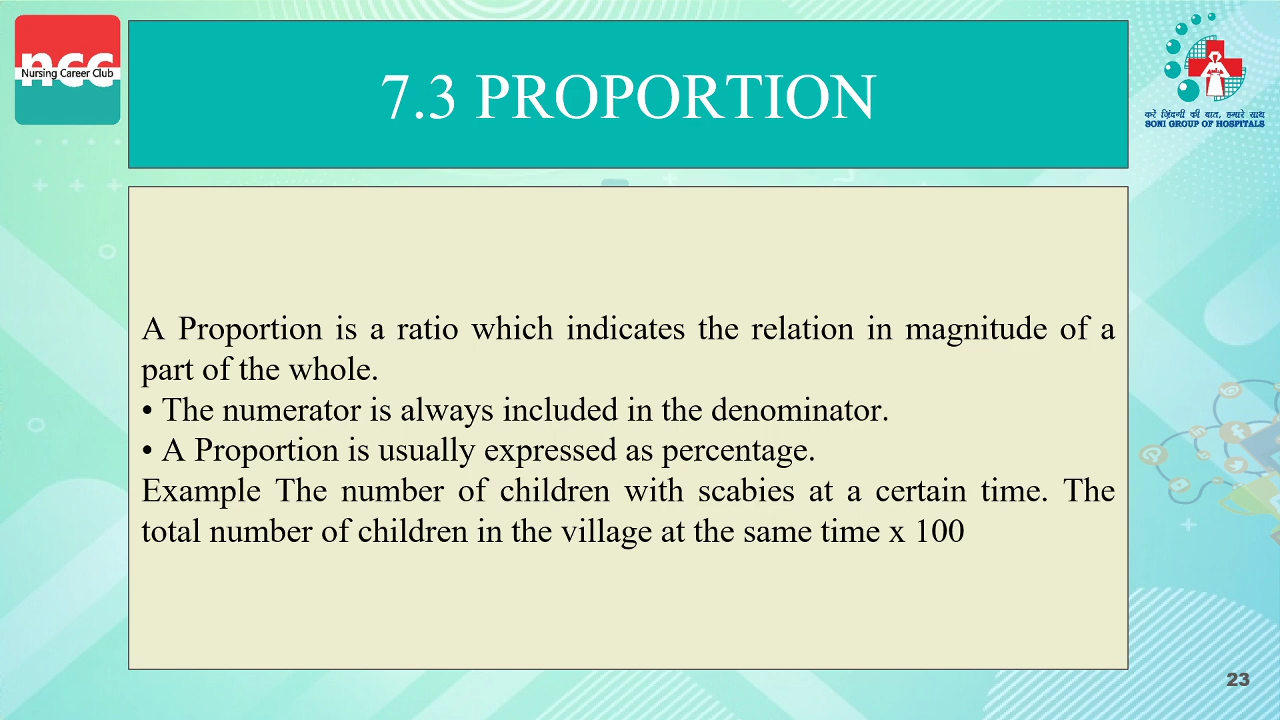 ncc
Nursing Career Club
7.3 PROPORTION
करे ज़िंदगी की बात, हमारे साथ
SONI GROUP OF HOSPITALS
A Proportion is a ratio which indicates the relation in magnitude of a
part of the whole.
• The numerator is always included in the denominator.
• A Proportion is usually expressed as percentage.
Example The number of children with scabies at a certain time. The
total number of children in the village at the same time x 100
23